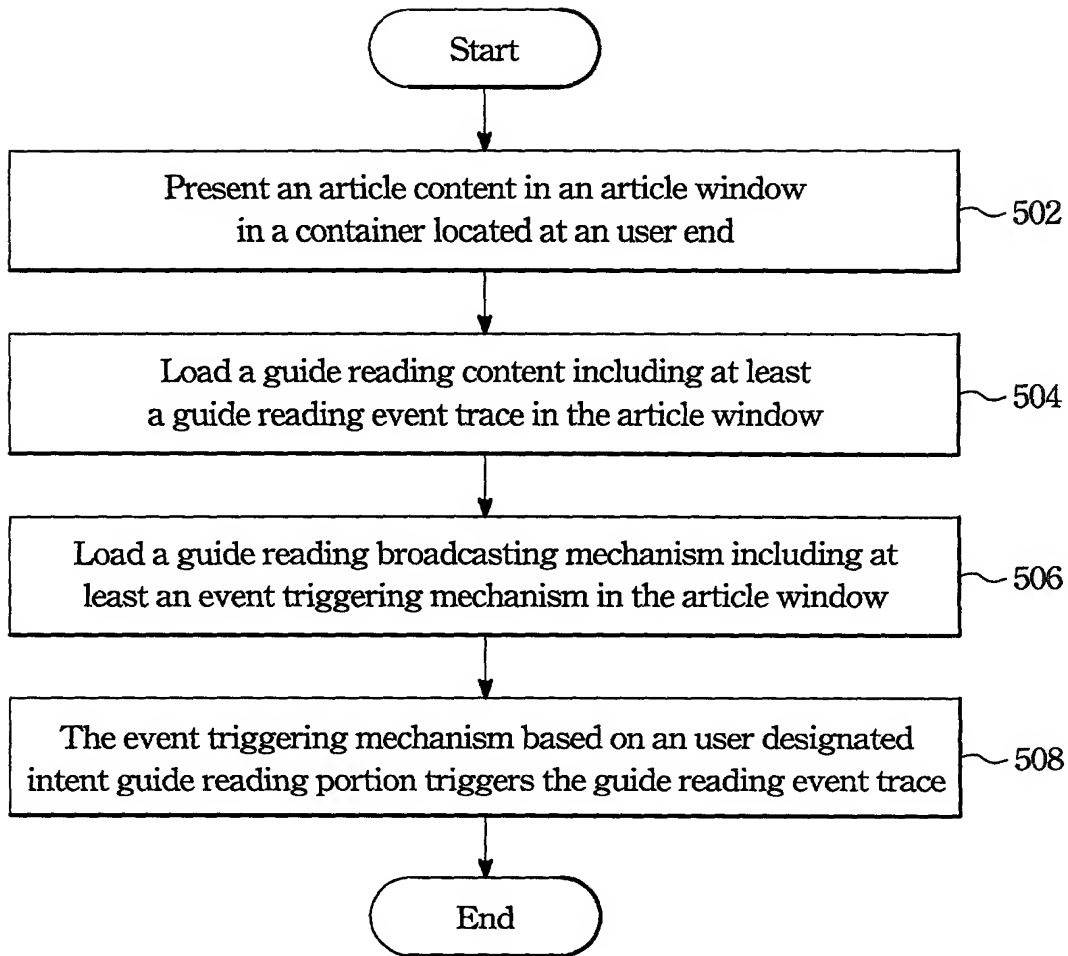 Start
Present an article content in an article window
in a container located at an user end
502
Load a guide reading content including at least
a guide reading event trace in the article window
504
Load a guide reading broadcasting mechanism including at
least an event triggering mechanism in the article window
506
The event triggering mechanism based on an user designated
intent guide reading portion triggers the guide reading event trace
508
End